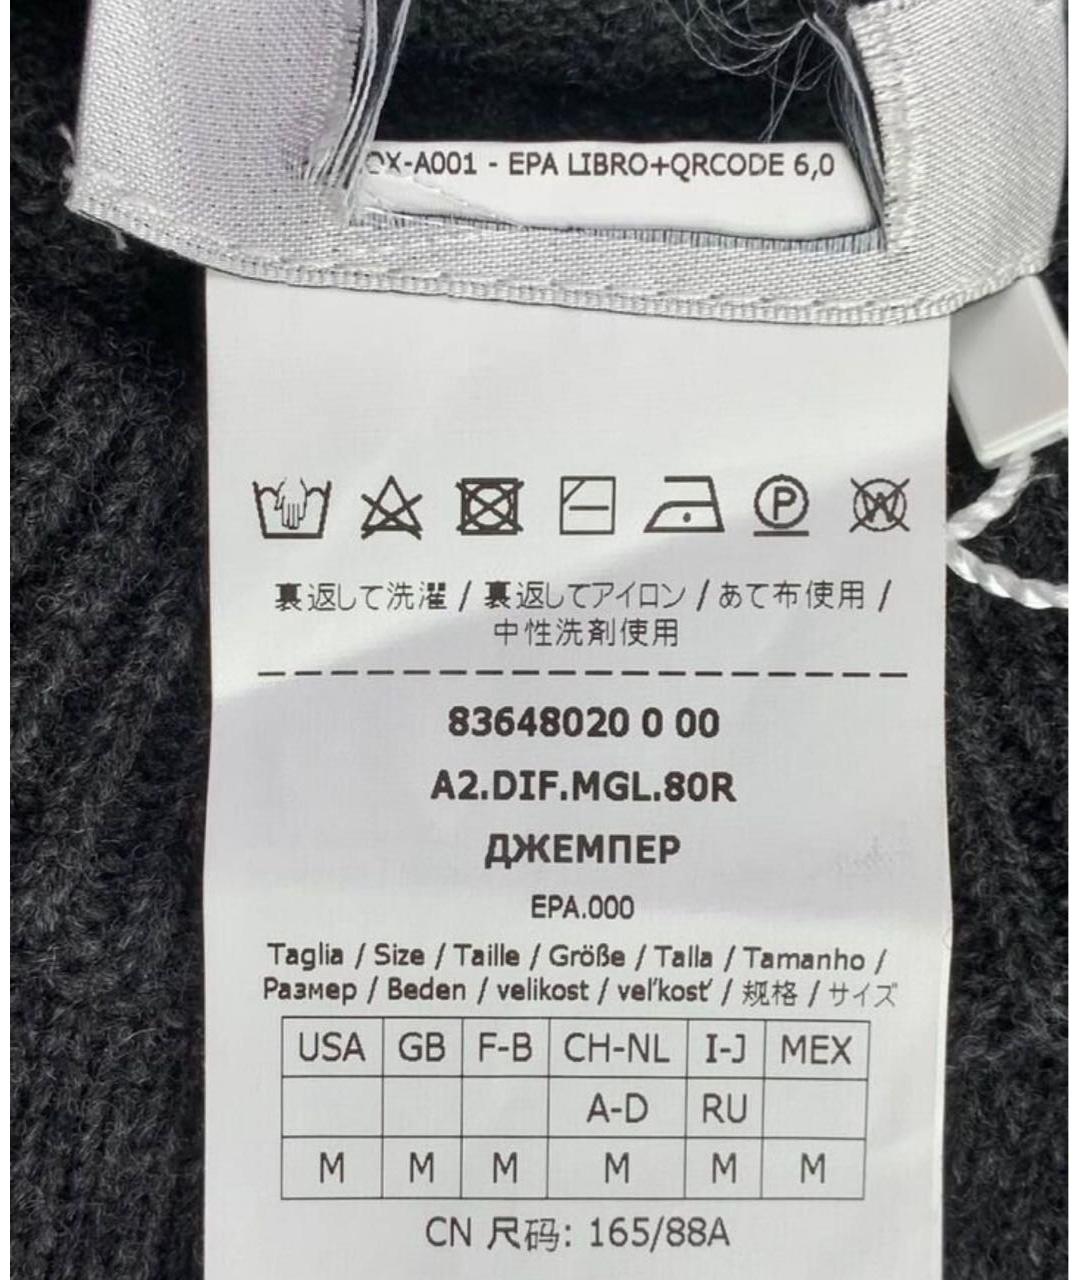 OX-A001 - EPA LIBRO+QRCODE 6,0
P W
裏返して洗濯 / 裏返してアイロン / あて布使用 /
中性洗剤使用
83648020 0 00
A2.DIF.MGL.80R
ДЖЕМПЕР
EPA.000
Taglia / Size / Taille / Größe / Talla / Tamanho /
Размер / Beden / velikost / veľkosť / 规格 / サイズ
USA GB F-B CH-NL I-J MEX
A-D RU
M M M M M M
CN 尺码: 165/88A